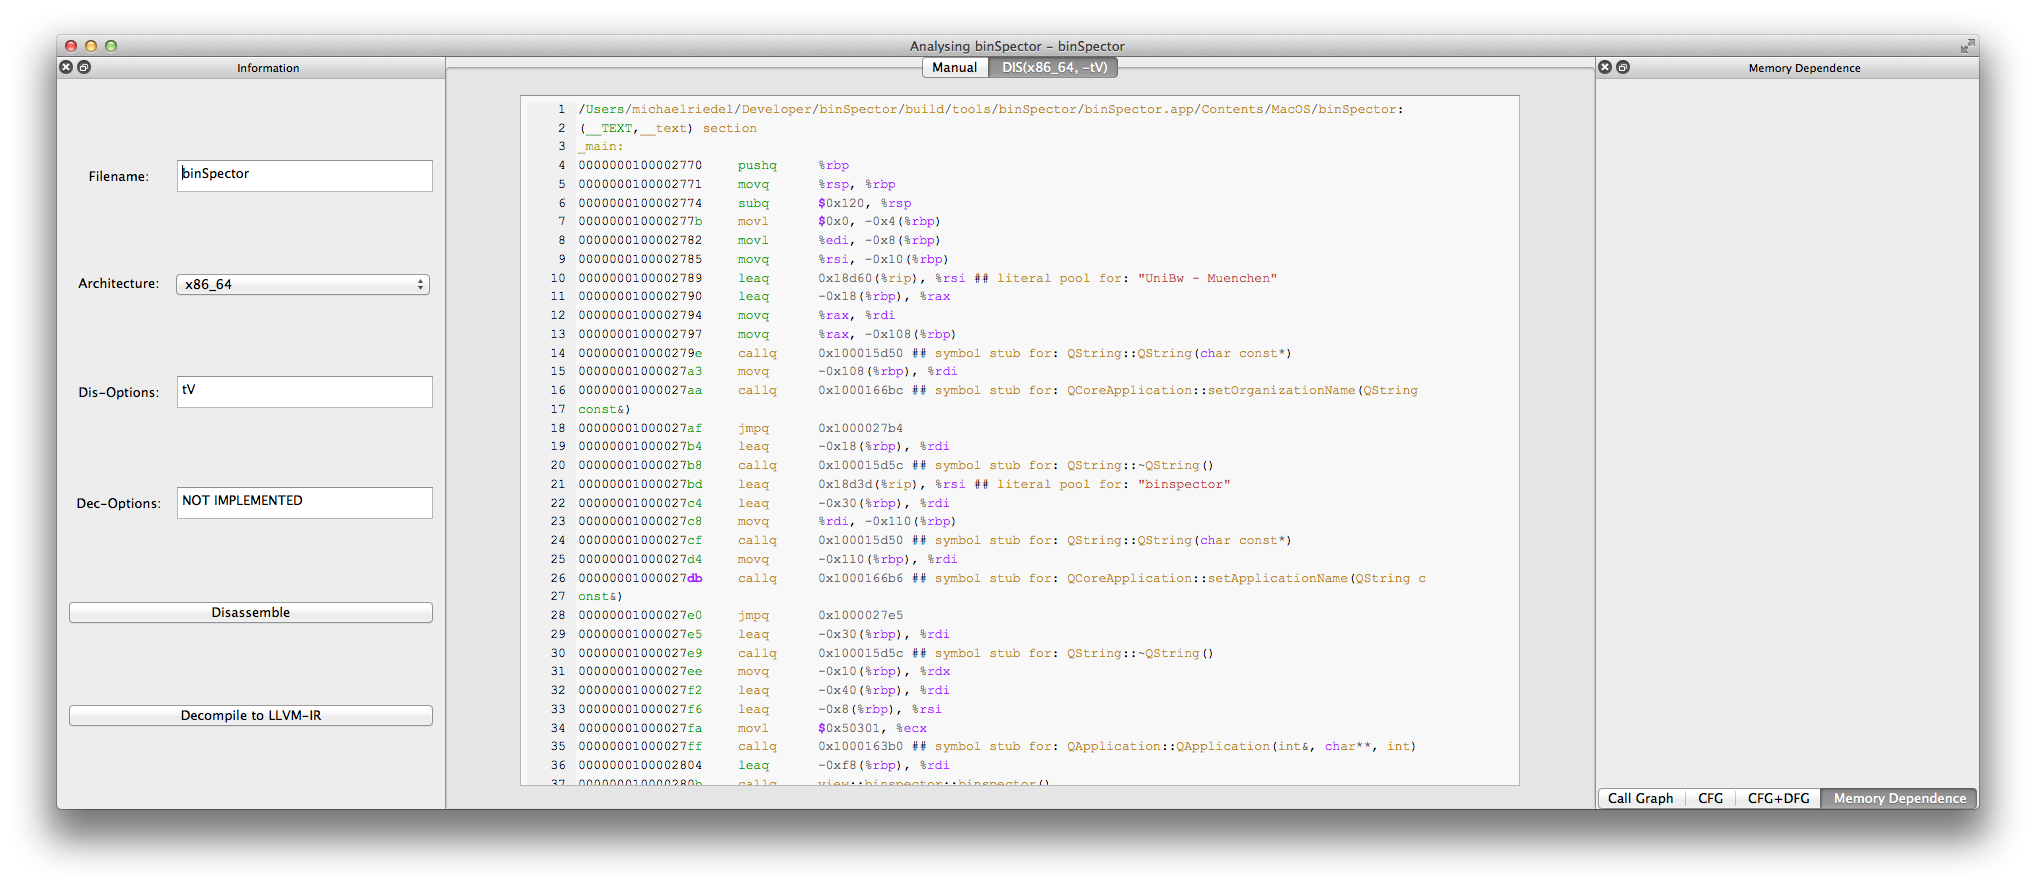 Analysing binSpector - binSpector
Information
Manual
DIS(x86_64, -tV)
Memory Dependence
Filename:
binSpector
Architecture:
x86_64
Dis-Options:
tV
Dec-Options:
NOT IMPLEMENTED
Disassemble
Decompile to LLVM-IR
1 /Users/michaelriedel/Developer/binSpector/build/tools/binSpector/binSpector.app/Contents/MacOS/binSpector:
2 (__TEXT,__text) section
3 _main:
4 0000000100002770 pushq %rbp
5 0000000100002771 movq %rsp, %rbp
6 0000000100002774 subq $0x120, %rsp
7 000000010000277b movl $0x0, -0x4(%rbp)
8 0000000100002782 movl %edi, -0x8(%rbp)
9 0000000100002785 movq %rsi, -0x10(%rbp)
10 0000000100002789 leaq 0x18d60(%rip), %rsi ## literal pool for: "UniBw - Muenchen"
11 0000000100002790 leaq -0x18(%rbp), %rax
12 0000000100002794 movq %rax, %rdi
13 0000000100002797 movq %rax, -0x108(%rbp)
14 000000010000279e callq 0x100015d50 ## symbol stub for: QString::QString(char const*)
15 00000001000027a3 movq -0x108(%rbp), %rdi
16 00000001000027aa callq 0x1000166bc ## symbol stub for: QCoreApplication::setOrganizationName(QString
17 const&)
18 00000001000027af jmpq 0x1000027b4
19 00000001000027b4 leaq -0x18(%rbp), %rdi
20 00000001000027b8 callq 0x100015d5c ## symbol stub for: QString::~QString()
21 00000001000027bd leaq 0x18d3d(%rip), %rsi ## literal pool for: "binspector"
22 00000001000027c4 leaq -0x30(%rbp), %rdi
23 00000001000027c8 movq %rdi, -0x110(%rbp)
24 00000001000027cf callq 0x100015d50 ## symbol stub for: QString::QString(char const*)
25 00000001000027d4 movq -0x110(%rbp), %rdi
26 00000001000027db callq 0x1000166b6 ## symbol stub for: QCoreApplication::setApplicationName(QString c
27 onst&)
28 00000001000027e0 jmpq 0x1000027e5
29 00000001000027e5 leaq -0x30(%rbp), %rdi
30 00000001000027e9 callq 0x100015d5c ## symbol stub for: QString::~QString()
31 00000001000027ee movq -0x10(%rbp), %rdx
32 00000001000027f2 leaq -0x40(%rbp), %rdi
33 00000001000027f6 leaq -0x8(%rbp), %rsi
34 00000001000027fa movl $0x50301, %ecx
35 00000001000027ff callq 0x1000163b0 ## symbol stub for: QApplication::QApplication(int&, char**, int)
36 0000000100002804 leaq -0xf8(%rbp), %rdi
37 000000010000280b callq view::binspector::binspector()
Call Graph
CFG
CFG+DFG
Memory Dependence